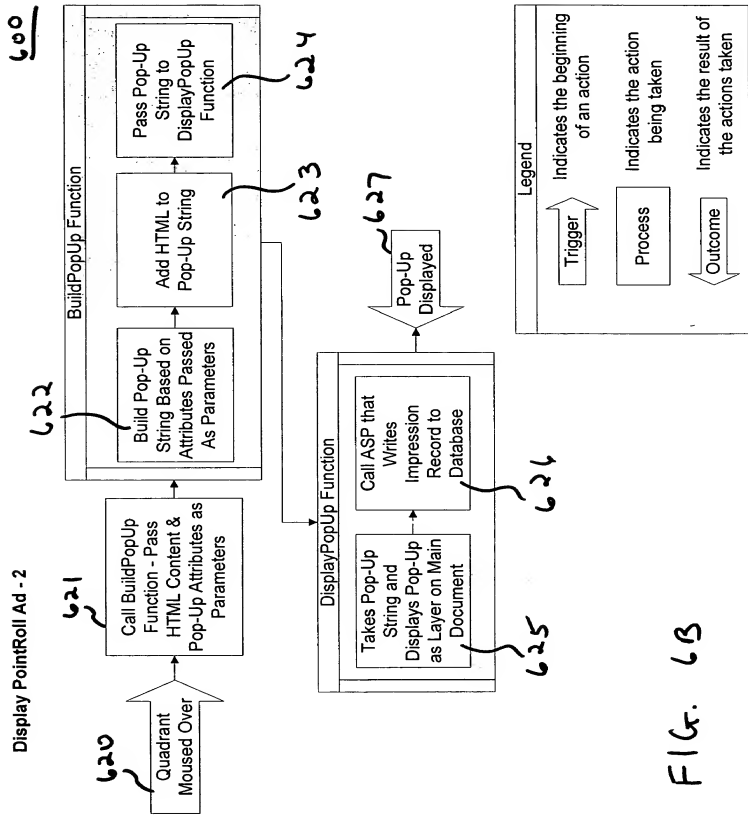 Display PointRoll Ad - 2
600
620
Quadrant
Moused Over
621
Call BuildPopUp
Function - Pass
HTML Content &
Pop-Up Attributes as
Parameters
BuildPopUp Function
622
Build Pop-Up
String Based on
Attributes Passed
As Parameters
Add HTML to
Pop-Up String
623
Pass Pop-Up
String to
DisplayPopUp
Function
624
DisplayPopUp Function
Takes Pop-Up
String and
Displays Pop-Up
as Layer on Main
Document
625
Call ASP that
Writes
Impression
Record to
Database
626
Pop-Up
Displayed
627
Legend
Trigger
Indicates the beginning
of an action
Process
Indicates the action
being taken
Outcome
Indicates the result of
the actions taken
FIG. 6B